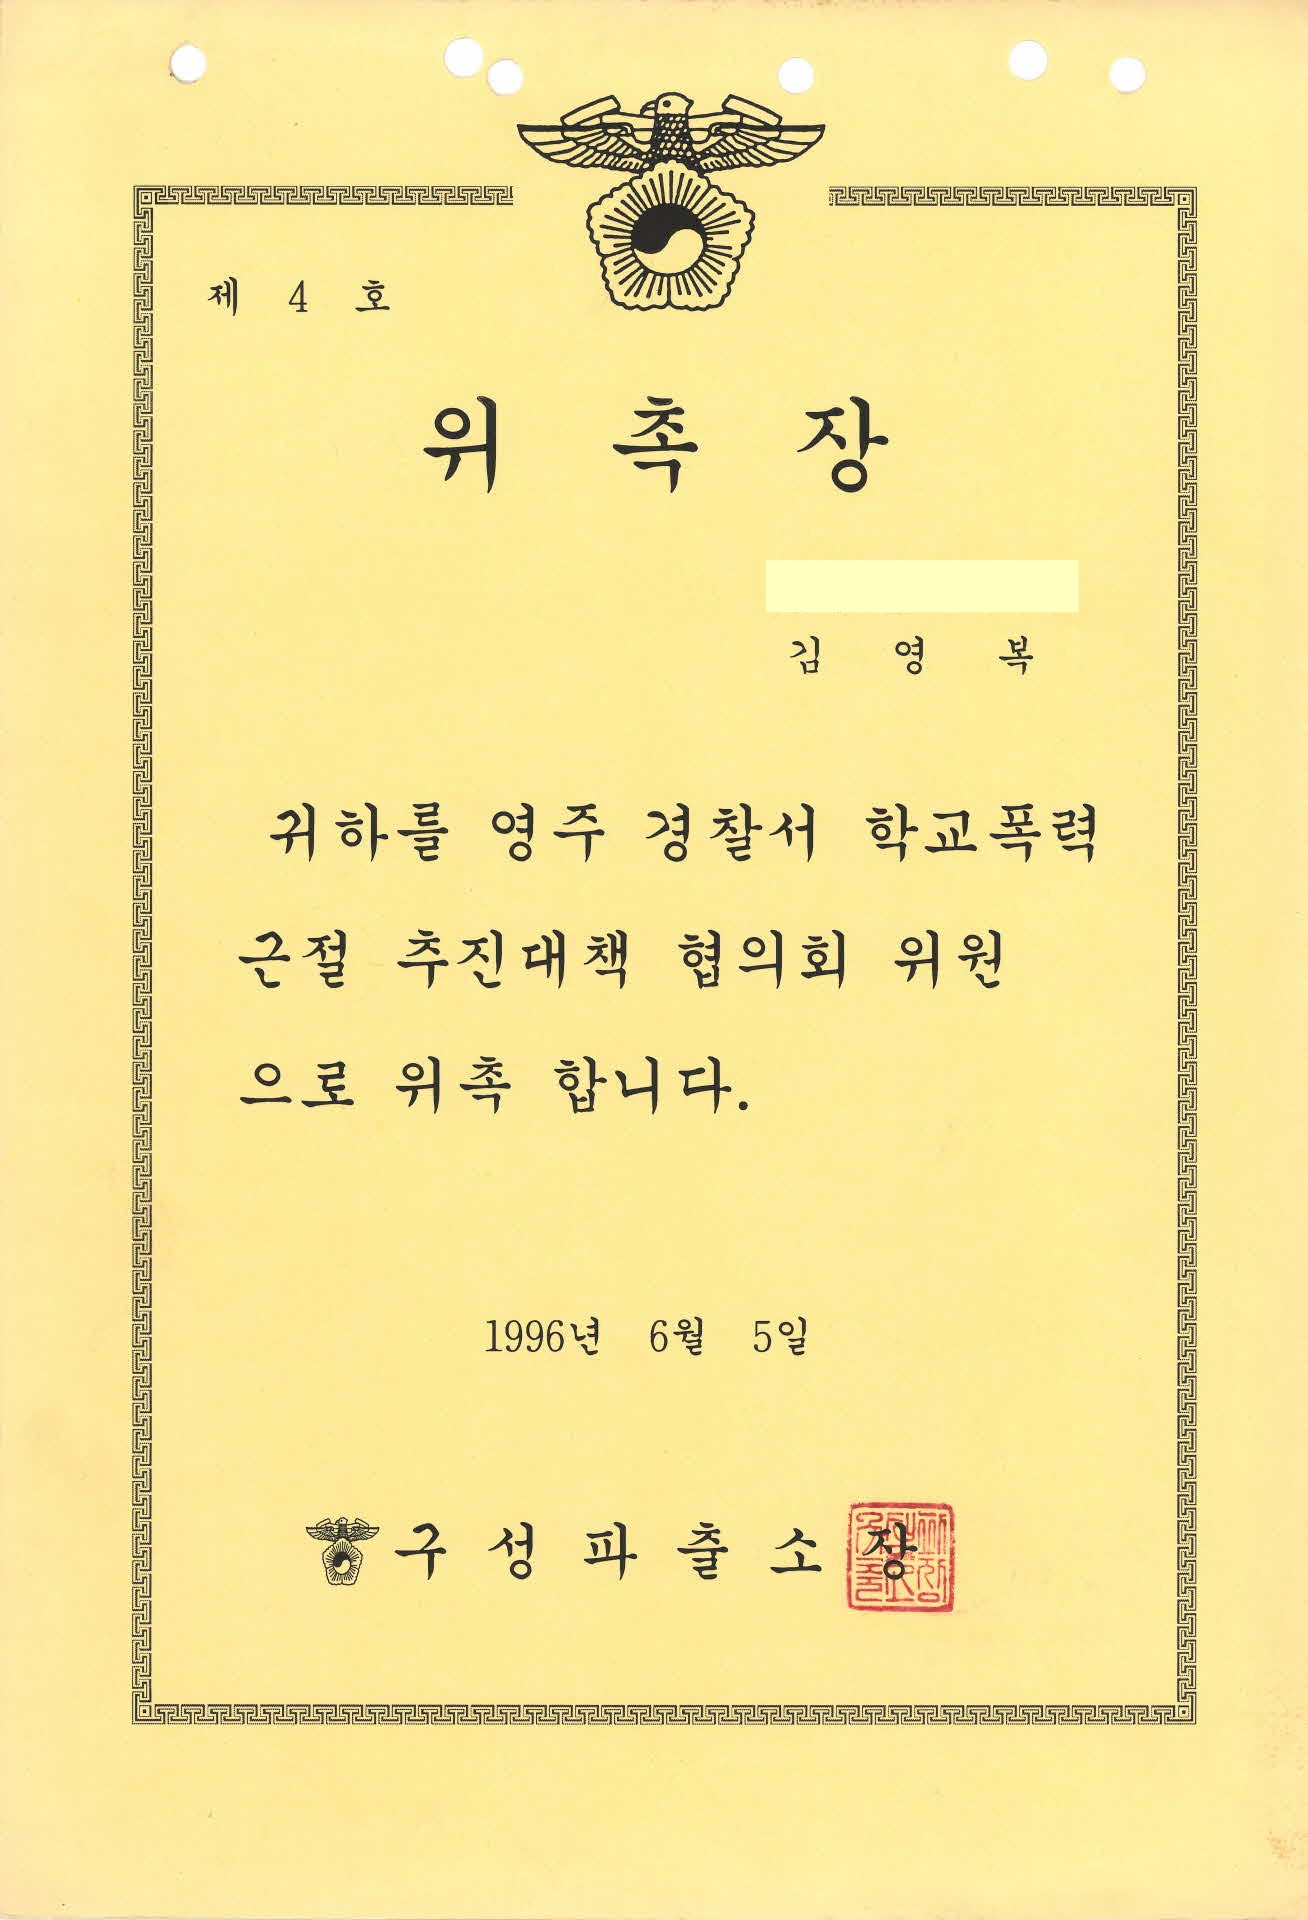 제 4 호
위 촉 장
김 영 복
귀하를 영주 경찰서 학교폭력
근절 추진대책 협의회 위원
으로 위촉 합니다.
1996년 6월 5일
구 성 파 출 소 장